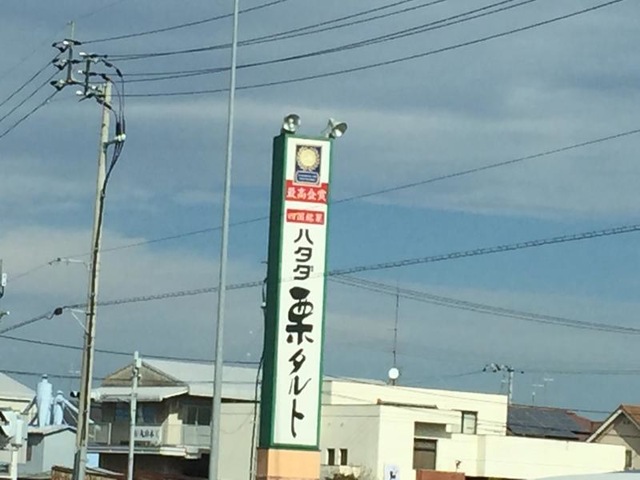 最高金賞
四国銘菓
ハタダ
栗タルト